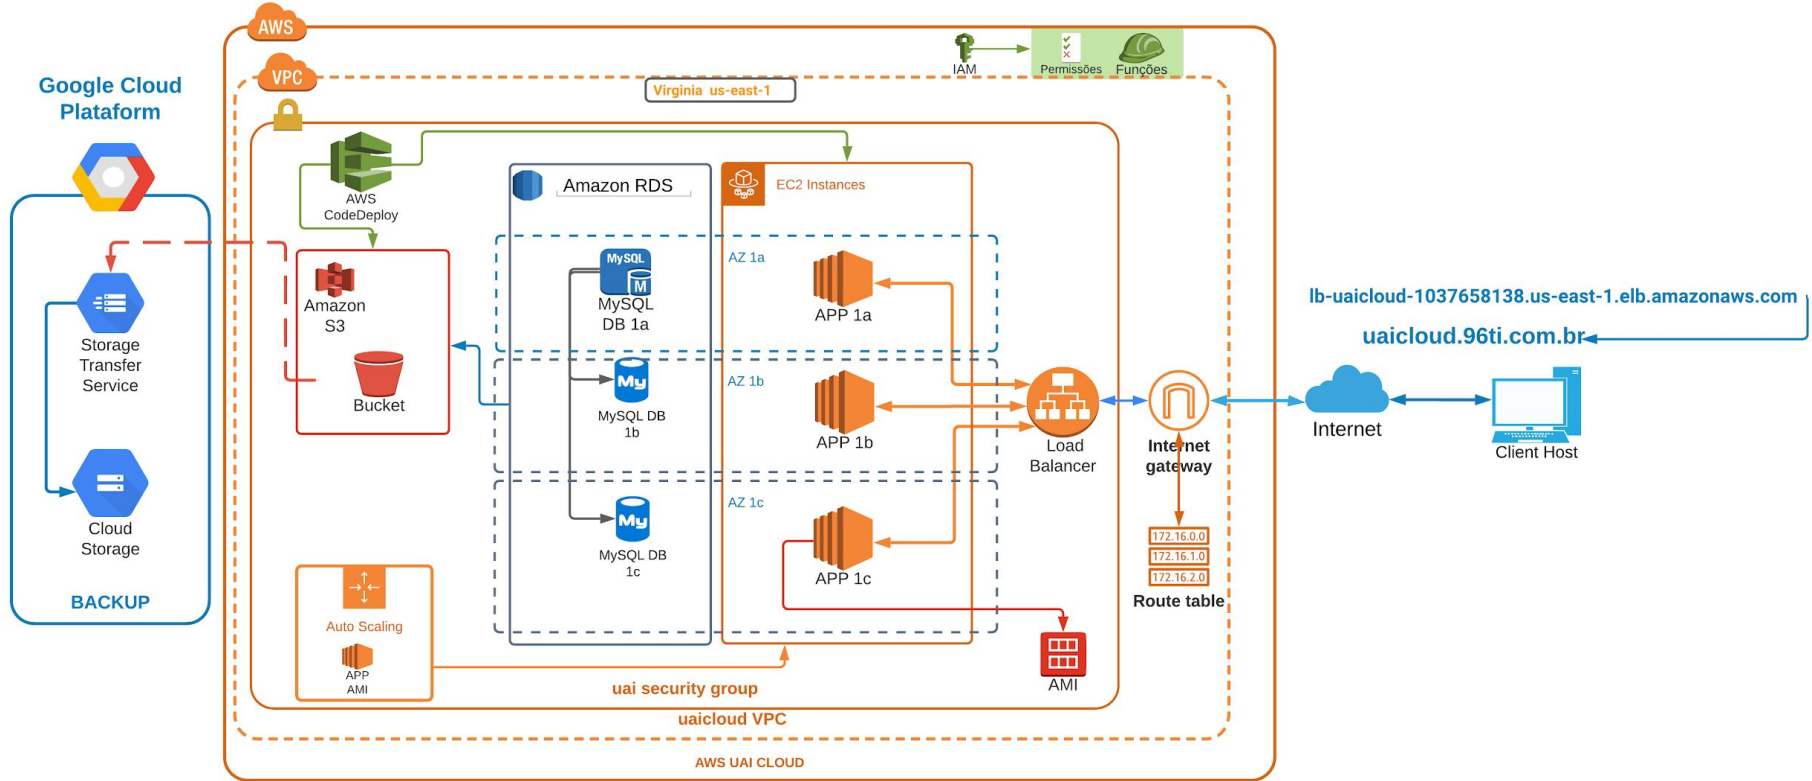 AWS
IAM
Permissões
Funções
VPC
Virginia us-east-1
Google Cloud
Plataform
AWS
CodeDeploy
Amazon RDS
EC2 Instances
Amazon
S3
Bucket
Storage
Transfer
Service
Cloud
Storage
BACKUP
AZ 1a
MySQL
M
MySQL
DB 1a
APP 1a
AZ 1b
My
MySQL DB
1b
APP 1b
AZ 1c
My
MySQL DB
1c
APP 1c
Load
Balancer
Internet
gateway
172.16.0.0
172.16.1.0
172.16.2.0
Route table
lb-uaicloud-1037658138.us-east-1.elb.amazonaws.com
uaicloud.96ti.com.br
Internet
Client Host
Auto Scaling
APP
AMI
AMI
uai security group
uaicloud VPC
AWS UAI CLOUD